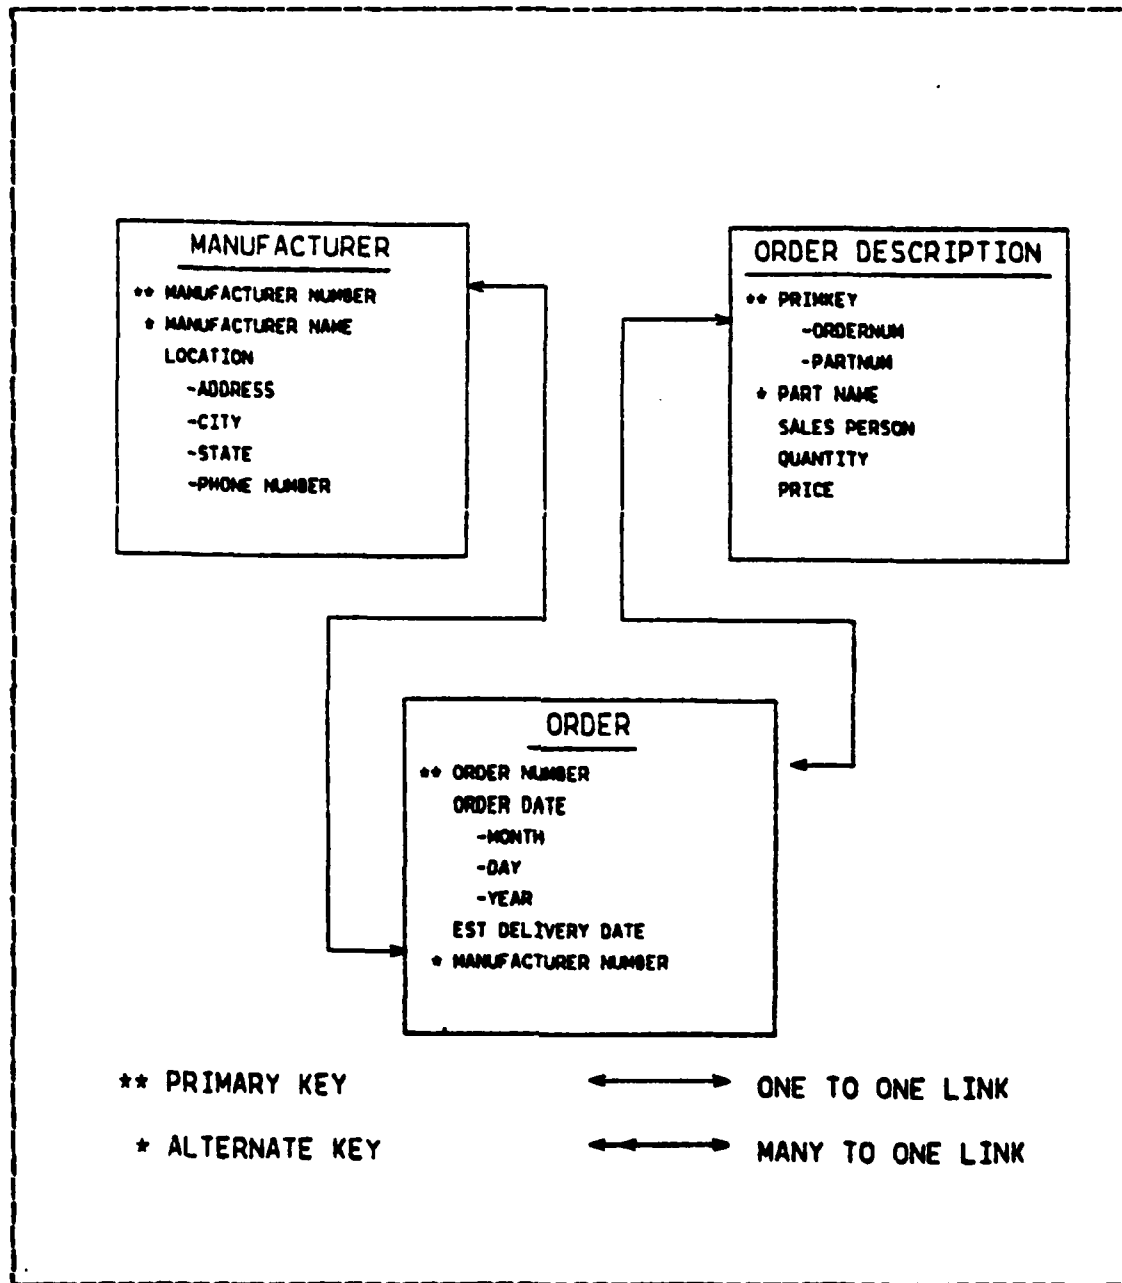 MANUFACTURER
** MANUFACTURER NUMBER
* MANUFACTURER NAME
LOCATION
-ADDRESS
-CITY
-STATE
-PHONE NUMBER
ORDER DESCRIPTION
** PRIMKEY
-ORDERNUM
-PARTNUM
* PART NAME
SALES PERSON
QUANTITY
PRICE
ORDER
** ORDER NUMBER
ORDER DATE
-MONTH
-DAY
-YEAR
EST DELIVERY DATE
* MANUFACTURER NUMBER
** PRIMARY KEY
ONE TO ONE LINK
* ALTERNATE KEY
MANY TO ONE LINK